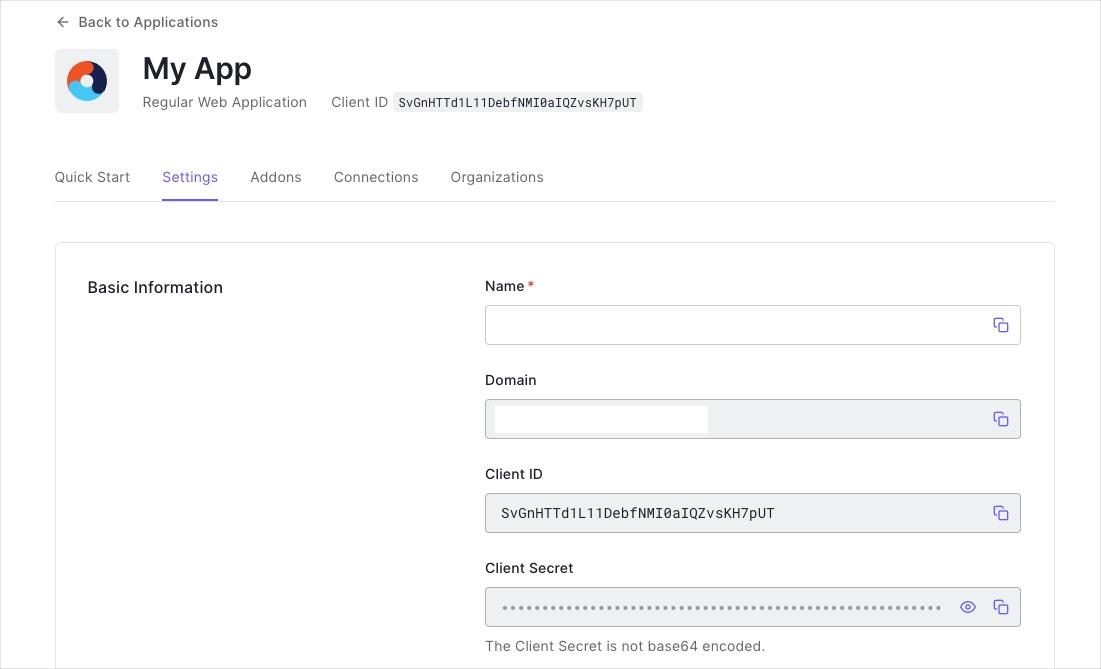 Back to Applications
My App
Regular Web Application Client ID SvGnHTTd1L11DebfNMI0aIQZvsKH7pUT
Quick Start Settings Addons Connections Organizations
Basic Information
Name *
Domain
Client ID
SvGnHTTd1L11DebfNMI0aIQZvsKH7pUT
Client Secret
The Client Secret is not base64 encoded.